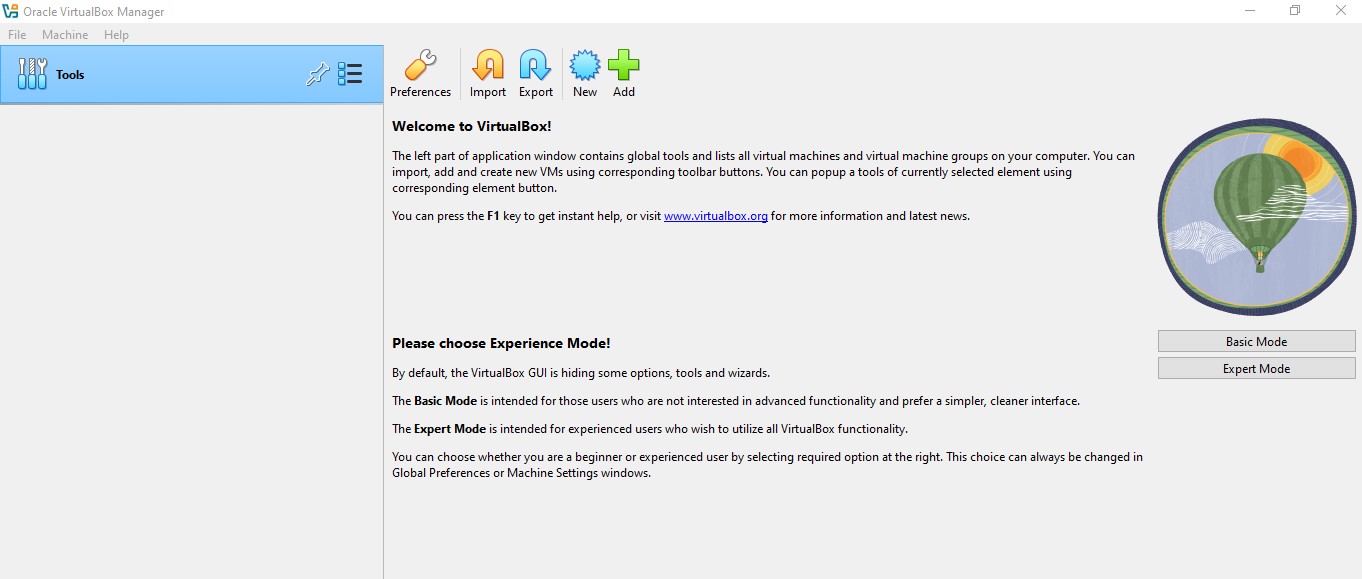 Oracle VirtualBox Manager
File Machine Help
Tools
Preferences Import Export New Add
Welcome to VirtualBox!
The left part of application window contains global tools and lists all virtual machines and virtual machine groups on your computer. You can
import, add and create new VMs using corresponding toolbar buttons. You can popup a tools of currently selected element using
corresponding element button.
You can press the F1 key to get instant help, or visit www.virtualbox.org for more information and latest news.
Please choose Experience Mode!
By default, the VirtualBox GUI is hiding some options, tools and wizards.
The Basic Mode is intended for those users who are not interested in advanced functionality and prefer a simpler, cleaner interface.
The Expert Mode is intended for experienced users who wish to utilize all VirtualBox functionality.
You can choose whether you are a beginner or experienced user by selecting required option at the right. This choice can always be changed in
Global Preferences or Machine Settings windows.
Basic Mode
Expert Mode